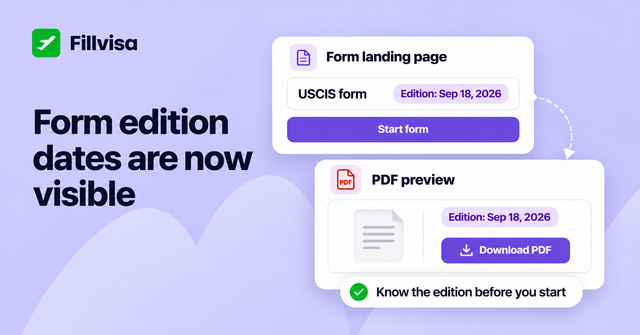 Fillvisa
Form edition
dates are now
visible
Form landing page
USCIS form
Edition: Sep 18, 2026
Start form
PDF
PDF preview
Edition: Sep 18, 2026
Download PDF
Know the edition before you start